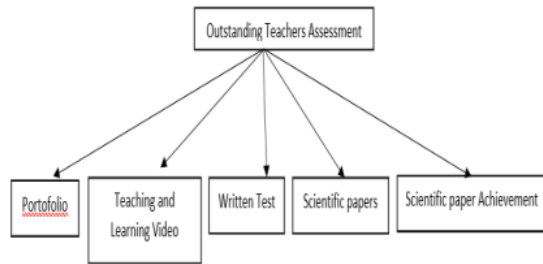 Outstanding Teachers Assessment
Portofolio
Teaching and
Learning Video
Written Test
Scientific papers
Scientific paper Achievement